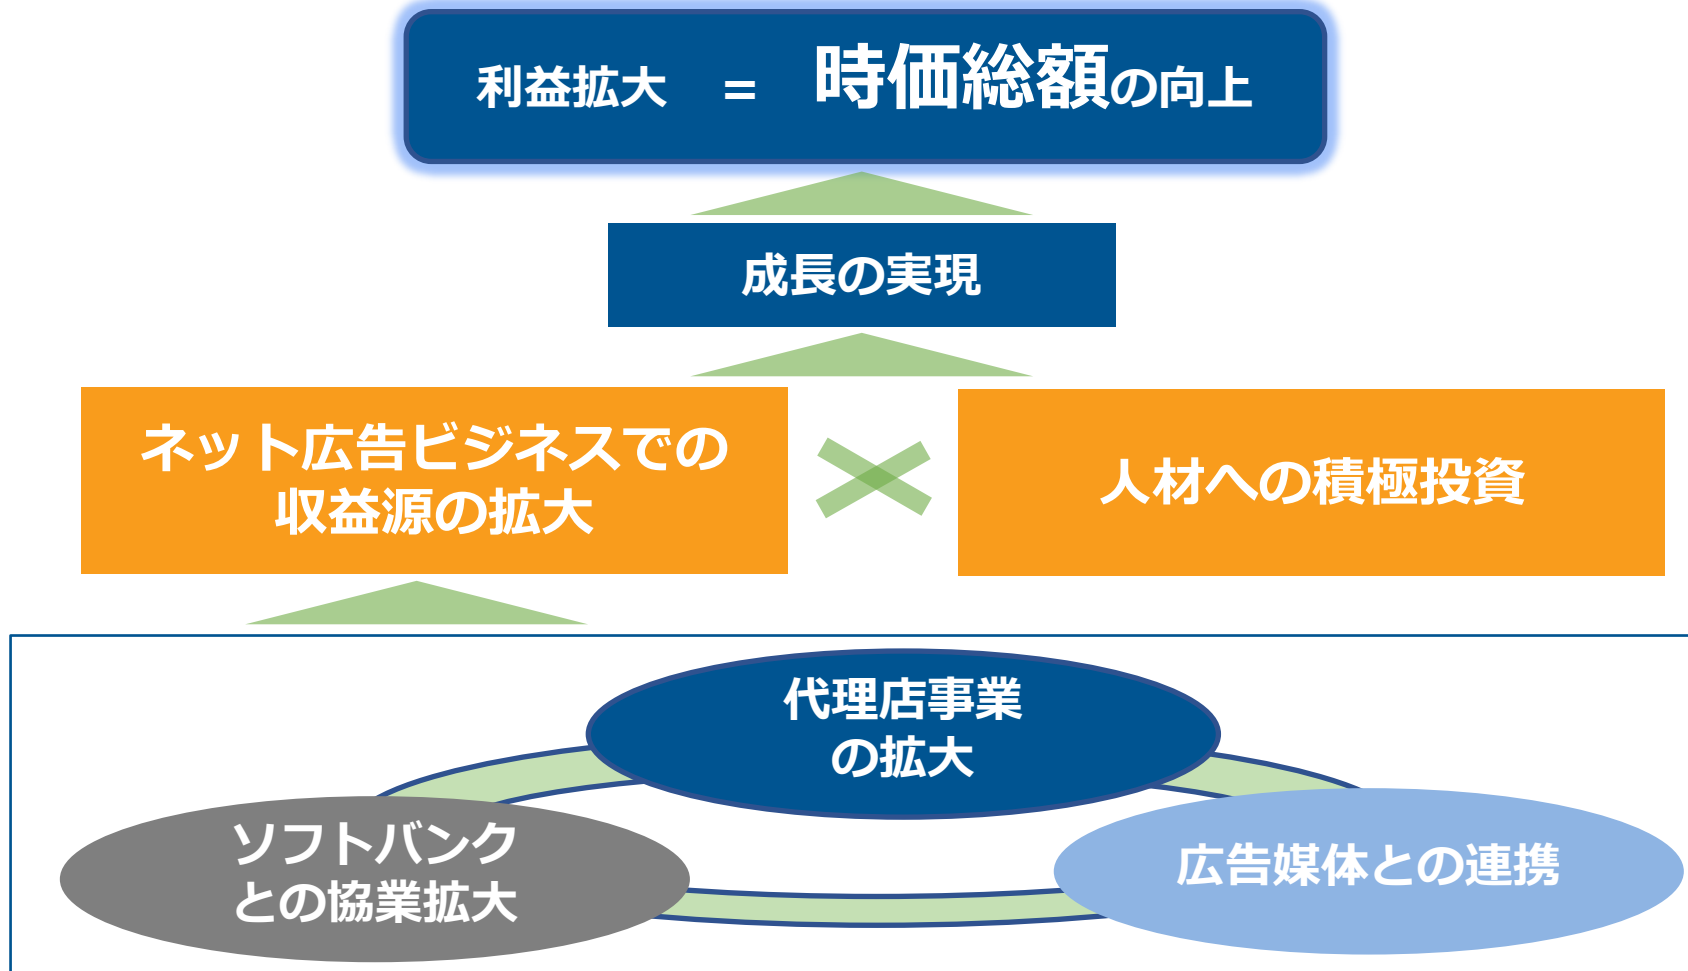 利益拡大 = 時価総額の向上
成長の実現
ネット広告ビジネスでの
収益源の拡大
人材への積極投資
代理店事業
の拡大
ソフトバンク
との協業拡大
広告媒体との連携